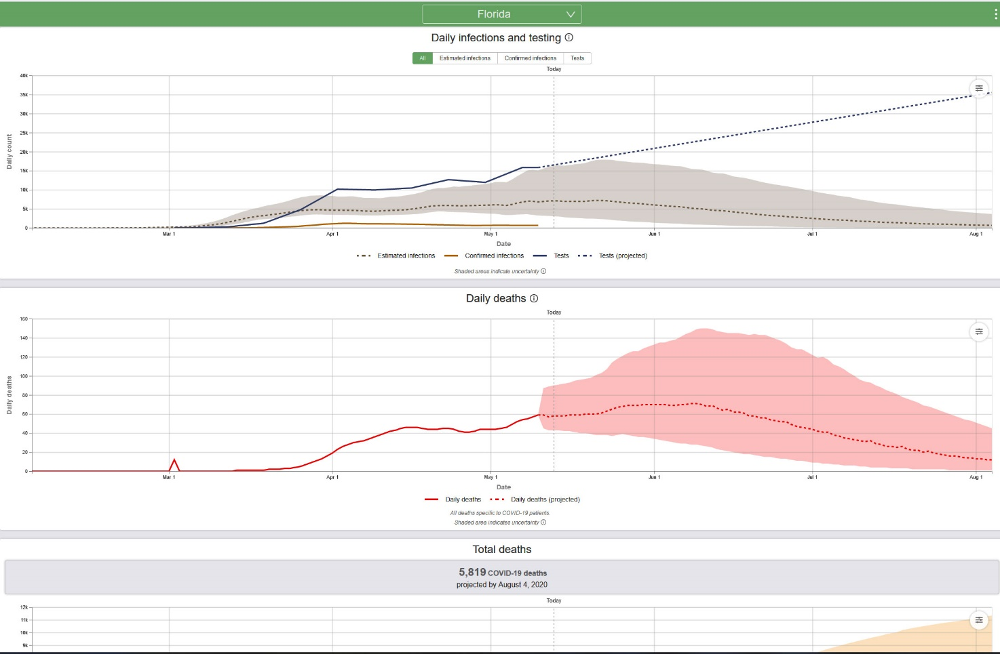 Florida
Daily infections and testing
All Estimated infections Confirmed infections Tests
Today
40k
35k
30k
25k
20k
15k
10k
5k
0
Daily count
Mar 1 Apr 1 May 1 Jun 1 Jul 1 Aug 1
Date
Estimated infections Confirmed infections Tests Tests (projected)
Shaded areas indicate uncertainty
Daily deaths
Today
160
140
120
100
80
60
40
20
0
Daily deaths
Mar 1 Apr 1 May 1 Jun 1 Jul 1 Aug 1
Date
Daily deaths Daily deaths (projected)
All deaths specific to COVID-19 patients.
Shaded area indicates uncertainty
Total deaths
5,819 COVID-19 deaths
projected by August 4, 2020
Today
12k
11k
10k
9k